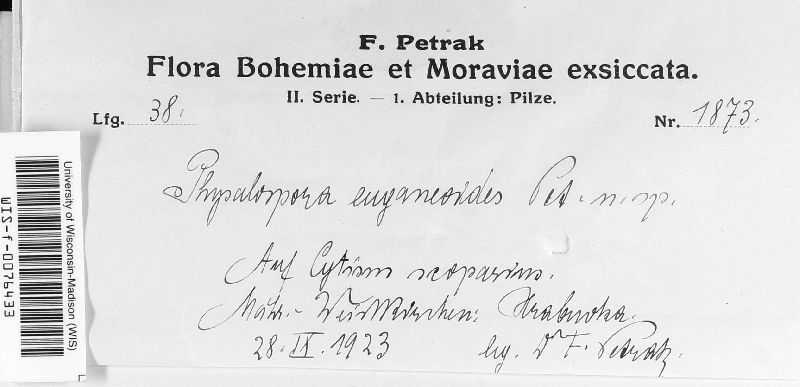 F. Petrak
Flora Bohemiae et Moraviae exsiccata.
II. Serie. — 1. Abteilung: Pilze.
Lfg. 38. Nr. 1873.
Physalospora euganeoides Pet. n. sp.
Auf Cytisus scoparius.
Mähr.-Weisskirchen: Hrabuvka.
28. IX. 1923 leg. Dr F. Petrak.
University of Wisconsin-Madison (WIS)
WIS-f-0076433